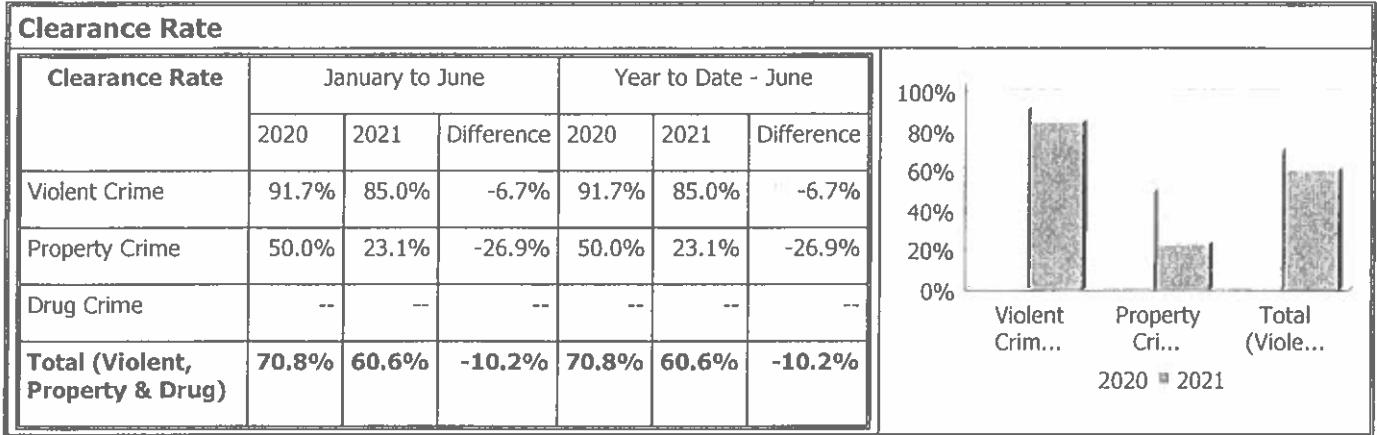 Clearance Rate
Clearance Rate January to June Year to Date - June
2020 2021 Difference 2020 2021 Difference
Violent Crime 91.7% 85.0% -6.7% 91.7% 85.0% -6.7%
Property Crime 50.0% 23.1% -26.9% 50.0% 23.1% -26.9%
Drug Crime -- -- -- -- -- --
Total (Violent, 70.8% 60.6% -10.2% 70.8% 60.6% -10.2%
Property & Drug)
100%
80%
60%
40%
20%
0%
Violent Property Total
Crim... Cri... (Viole...
2020 2021